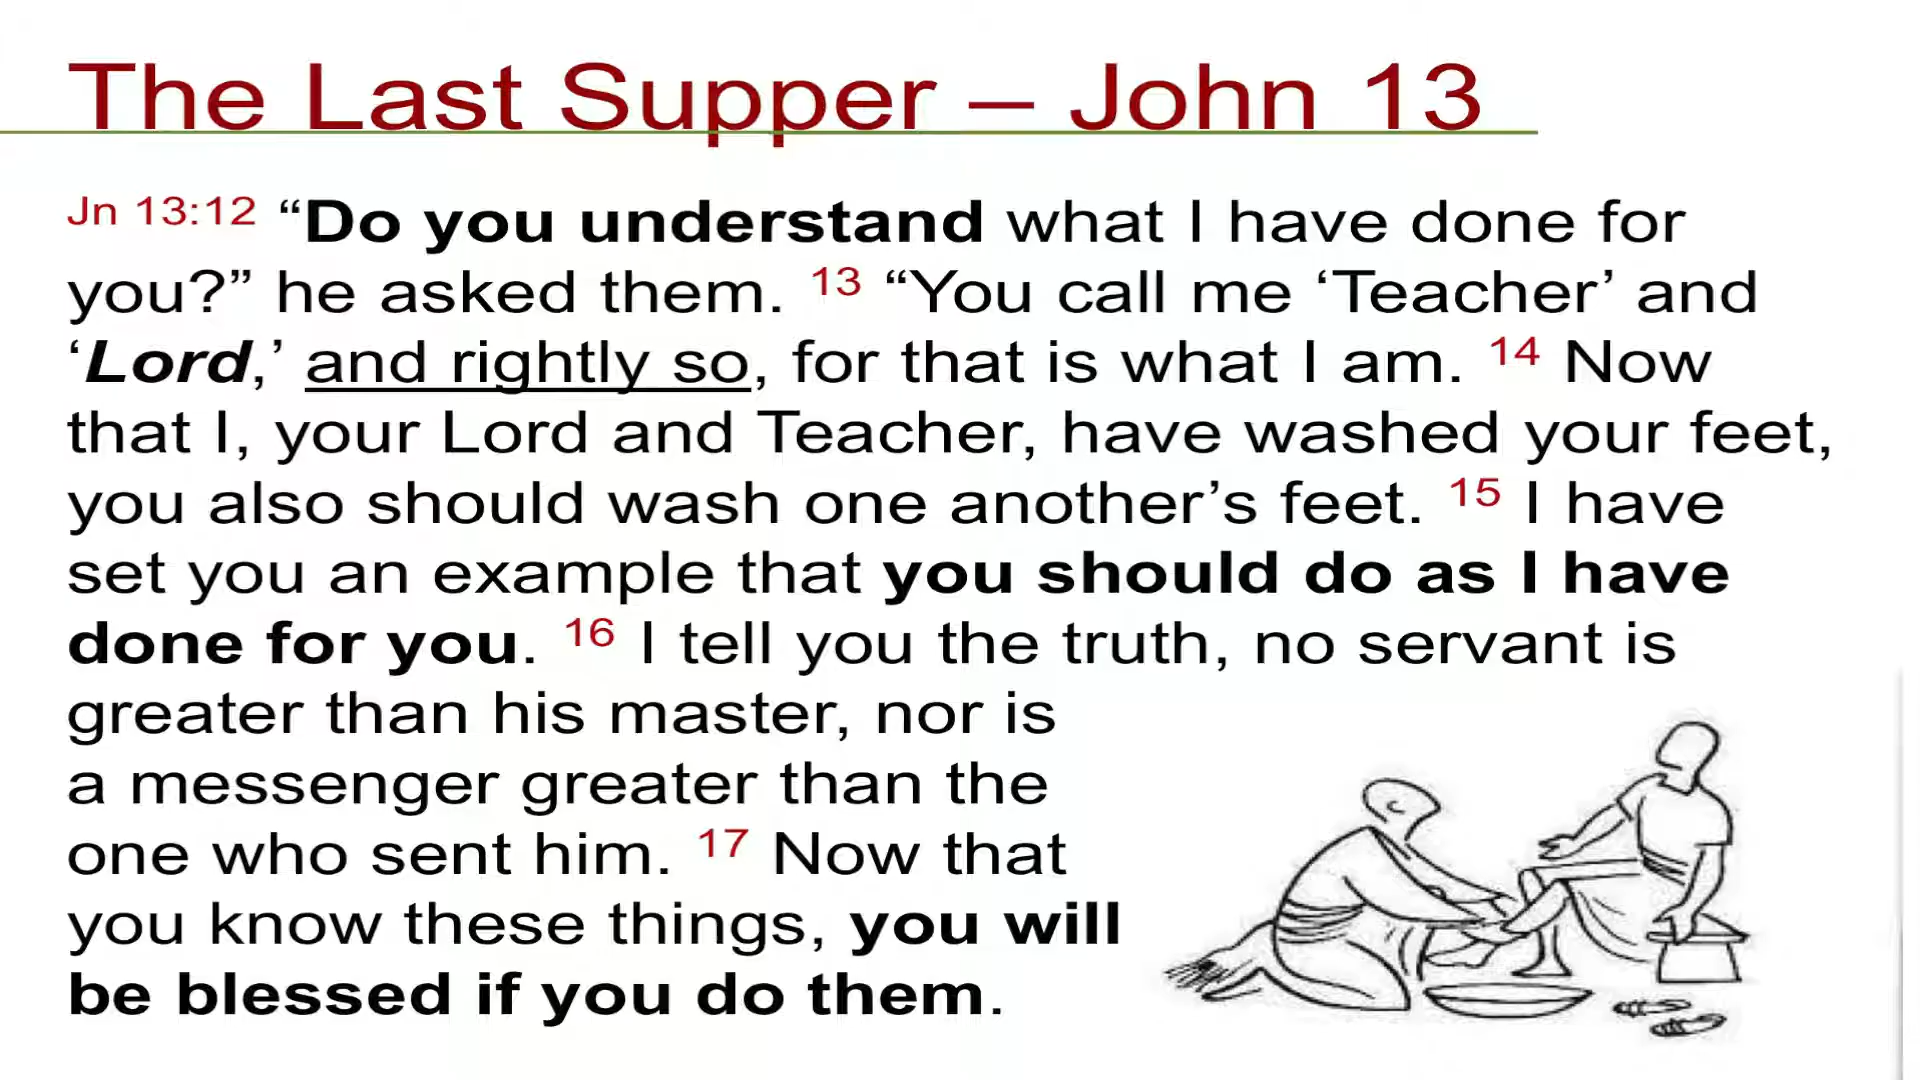 The Last Supper – John 13
Jn 13:12 “Do you understand what I have done for
you?” he asked them. 13 “You call me ‘Teacher’ and
‘Lord,’ and rightly so, for that is what I am. 14 Now
that I, your Lord and Teacher, have washed your feet,
you also should wash one another’s feet. 15 I have
set you an example that you should do as I have
done for you. 16 I tell you the truth, no servant is
greater than his master, nor is
a messenger greater than the
one who sent him. 17 Now that
you know these things, you will
be blessed if you do them.